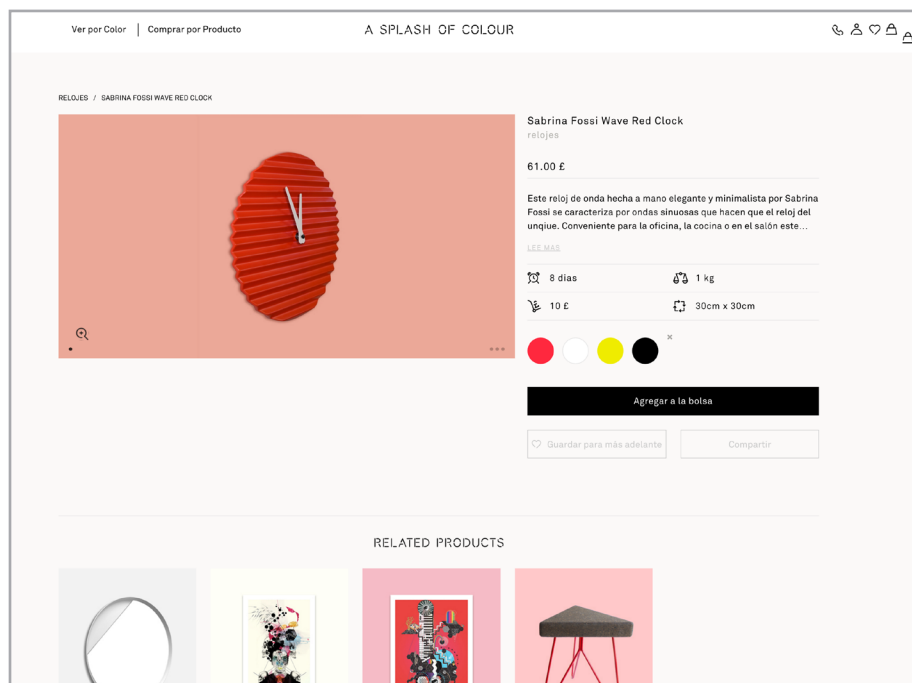 Ver por Color | Comprar por Producto
A SPLASH OF COLOUR
RELOJES / SABRINA FOSSI WAVE RED CLOCK
Sabrina Fossi Wave Red Clock
relojes
61.00 £
Este reloj de onda hecha a mano elegante y minimalista por Sabrina
Fossi se caracteriza por ondas sinuosas que hacen que el reloj del
unqiue. Conveniente para la oficina, la cocina o en el salón este...
LEE MAS
8 días
1 kg
10 £
30cm x 30cm
Agregar a la bolsa
Guardar para más adelante
Compartir
RELATED PRODUCTS